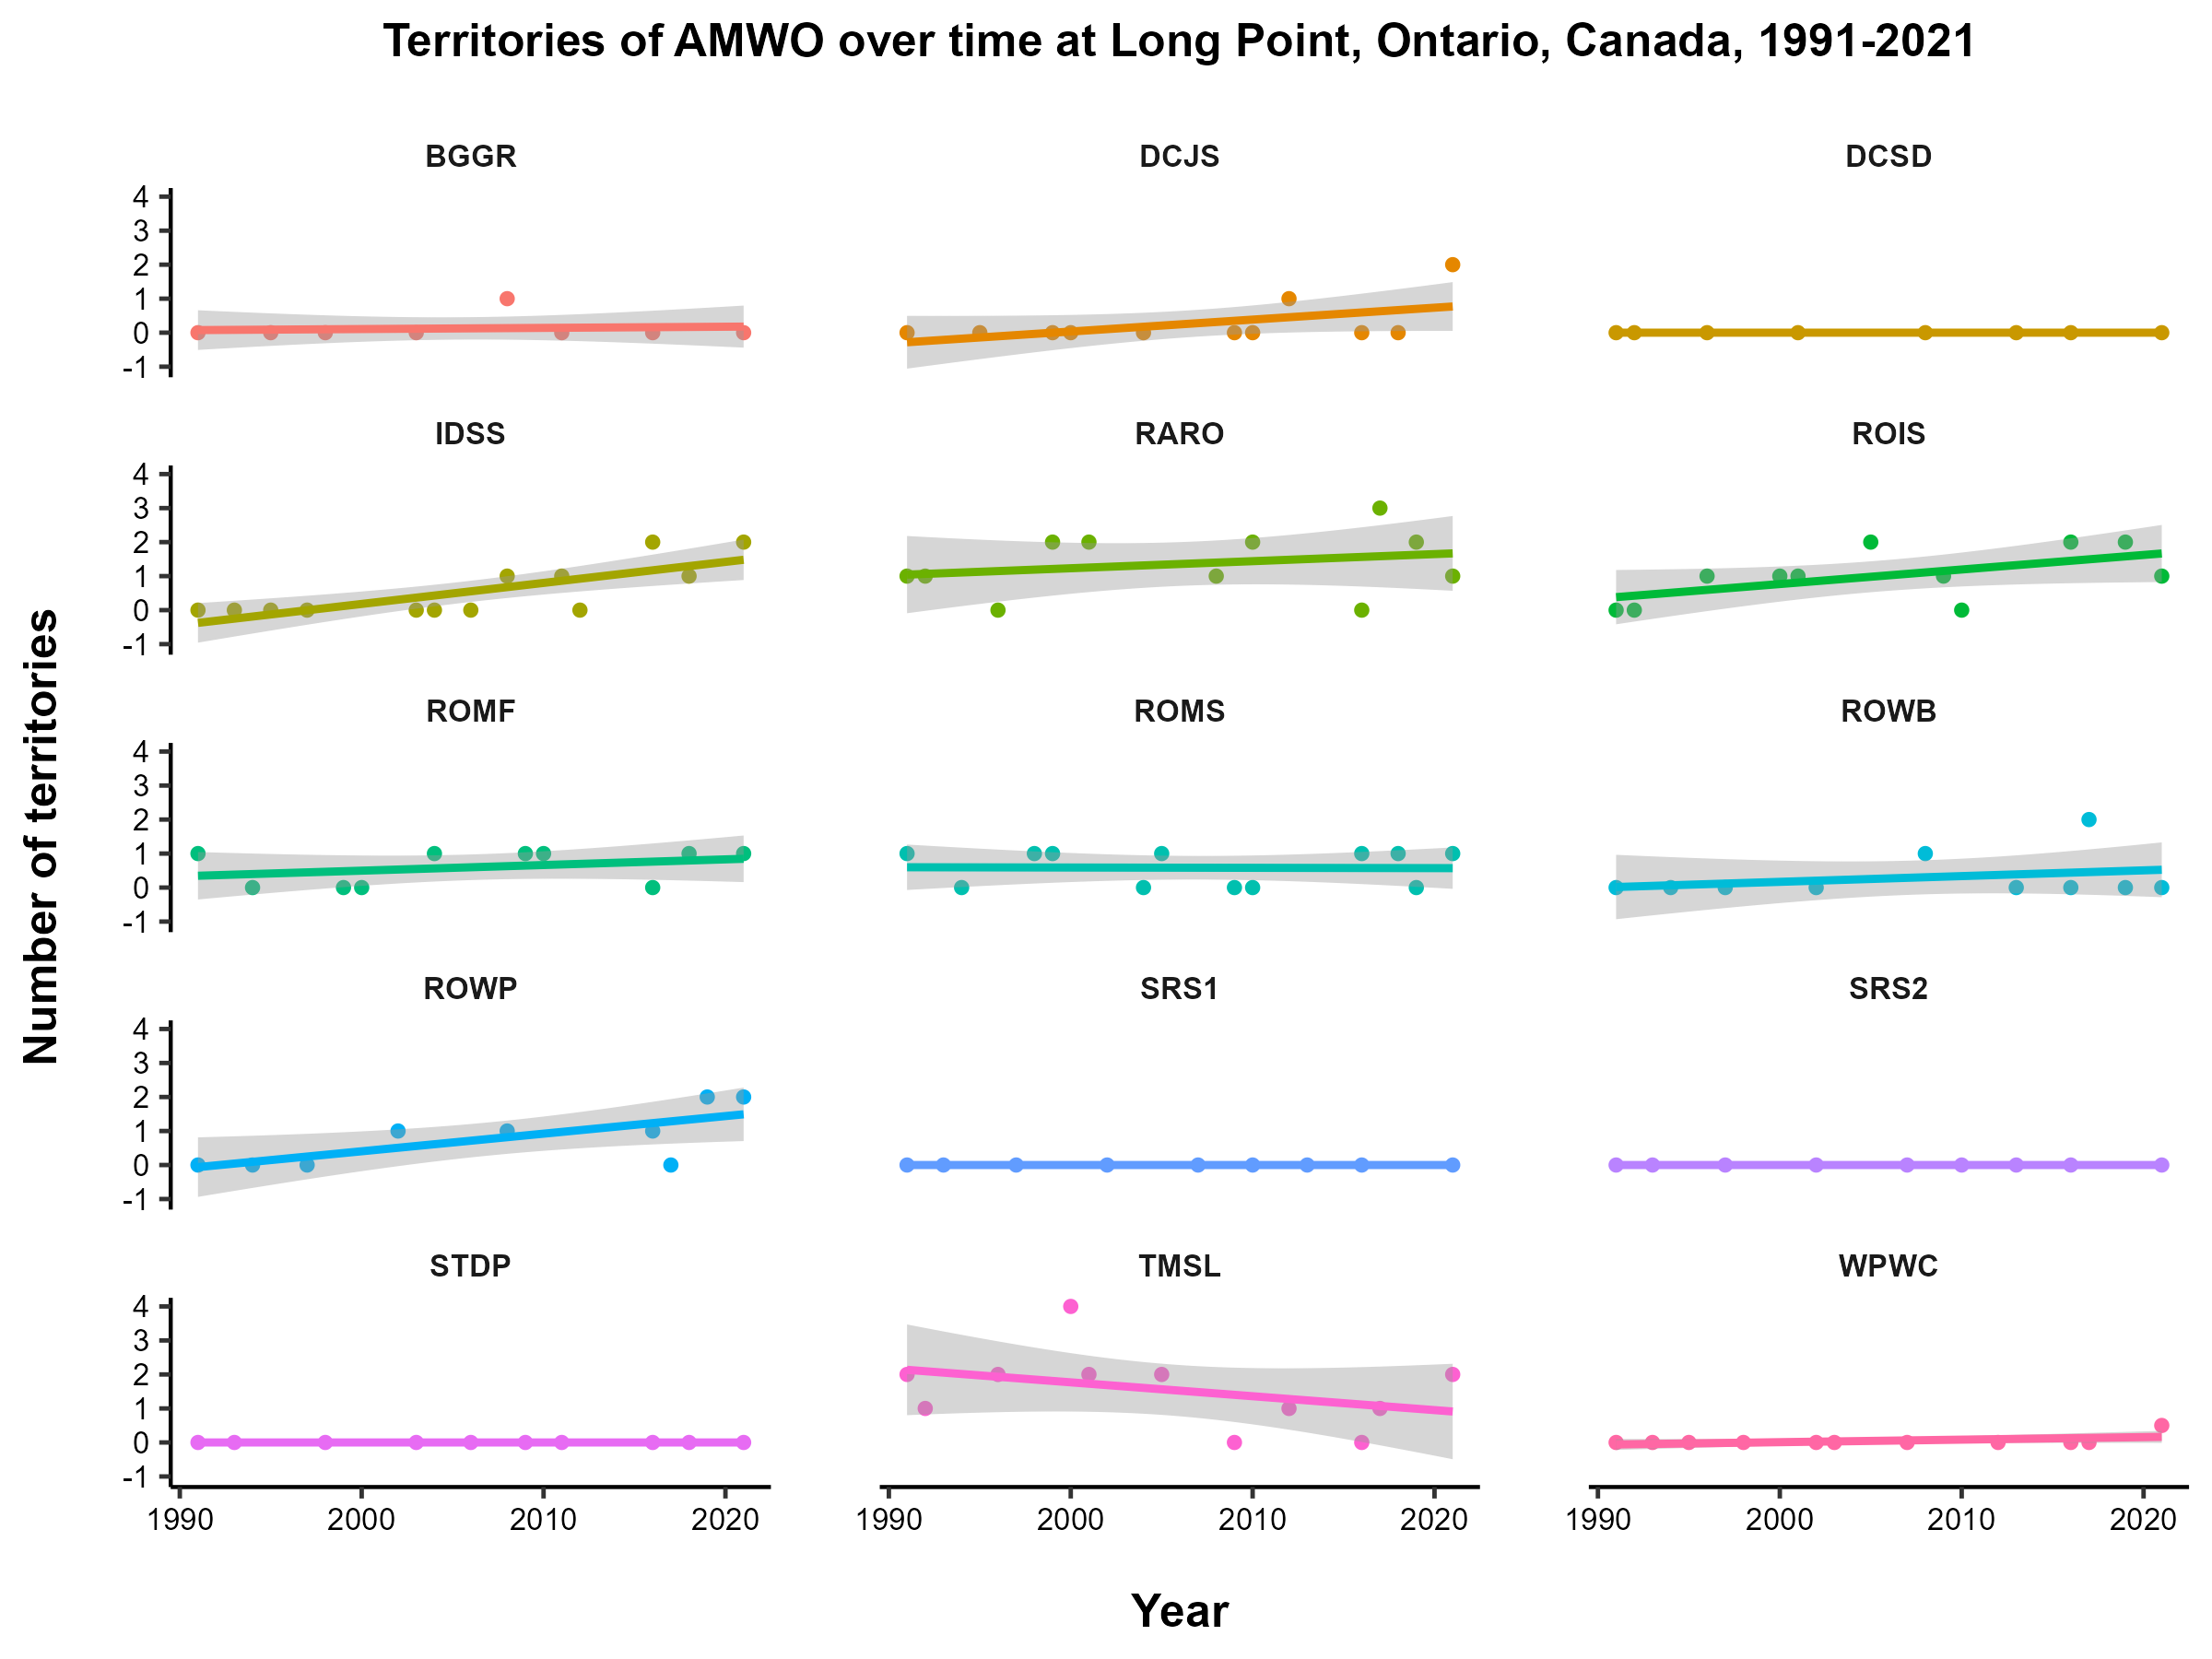 Territories of AMWO over time at Long Point, Ontario, Canada, 1991-2021
BGGR
DCJS
DCSD
4
3
2
1
0
-1
IDSS
RARO
ROIS
4
3
2
1
0
-1
ROMF
ROMS
ROWB
4
3
2
1
0
-1
ROWP
SRS1
SRS2
4
3
2
1
0
-1
STDP
TMSL
WPWC
4
3
2
1
0
-1
1990 2000 2010 2020
1990 2000 2010 2020
1990 2000 2010 2020
Number of territories
Year